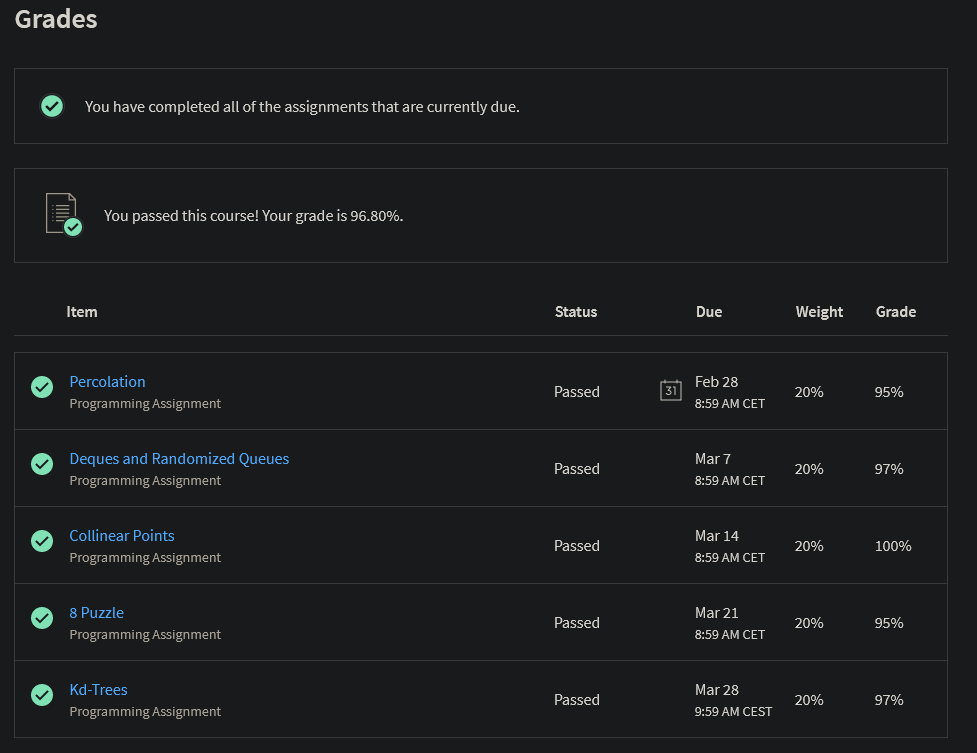 Grades
You have completed all of the assignments that are currently due.
You passed this course! Your grade is 96.80%.
Item Status Due Weight Grade
Percolation
Programming Assignment
Passed
31
Feb 28
8:59 AM CET
20%
95%
Deques and Randomized Queues
Programming Assignment
Passed
Mar 7
8:59 AM CET
20%
97%
Collinear Points
Programming Assignment
Passed
Mar 14
8:59 AM CET
20%
100%
8 Puzzle
Programming Assignment
Passed
Mar 21
8:59 AM CET
20%
95%
Kd-Trees
Programming Assignment
Passed
Mar 28
9:59 AM CEST
20%
97%